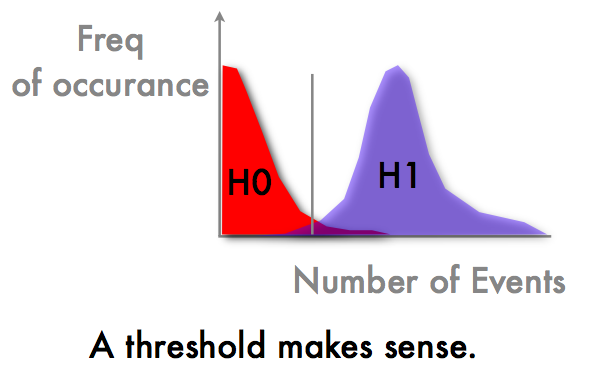 Freq
of occurance
H0
H1
Number of Events
A threshold makes sense.